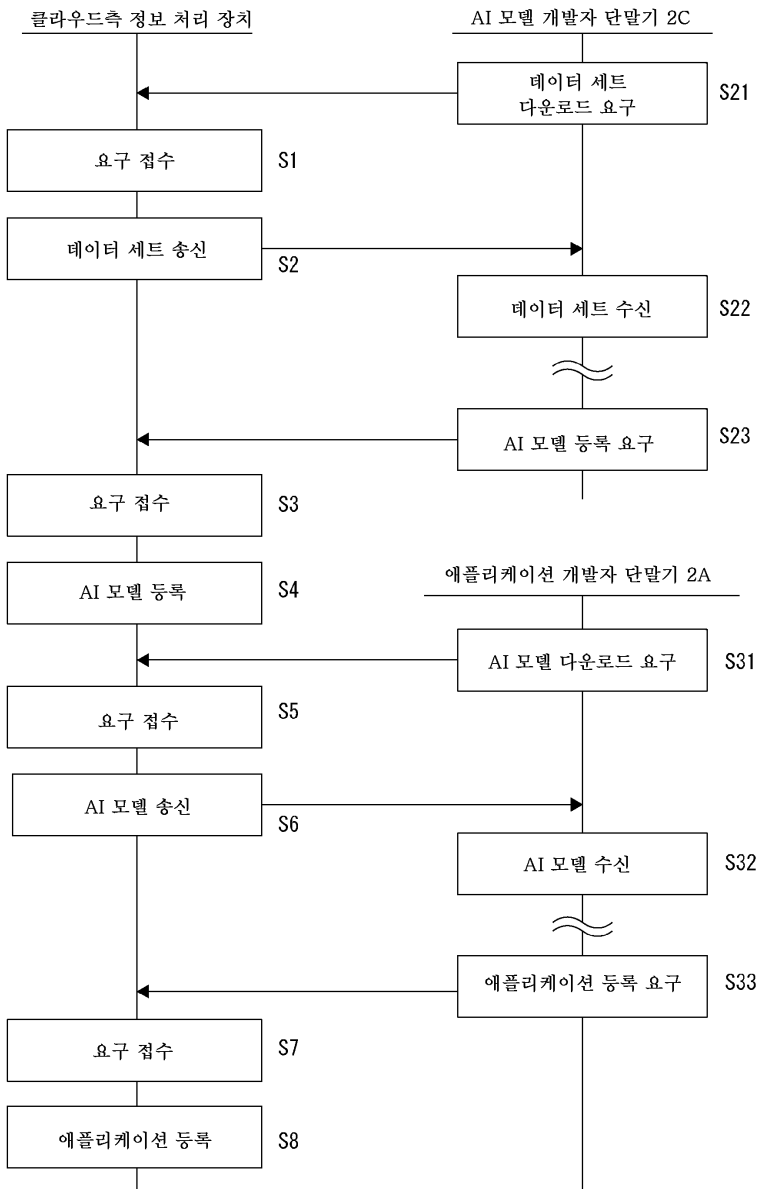 클라우드측 정보 처리 장치
AI 모델 개발자 단말기 2C
데이터 세트
다운로드 요구
S21
요구 접수
S1
데이터 세트 송신
S2
데이터 세트 수신
S22
AI 모델 등록 요구
S23
요구 접수
S3
AI 모델 등록
S4
애플리케이션 개발자 단말기 2A
AI 모델 다운로드 요구
S31
요구 접수
S5
AI 모델 송신
S6
AI 모델 수신
S32
애플리케이션 등록 요구
S33
요구 접수
S7
애플리케이션 등록
S8